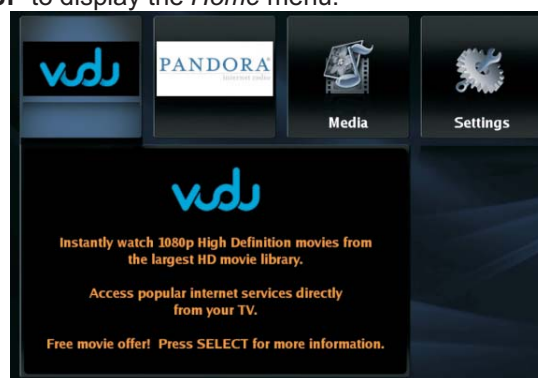 to display the Home menu.
vudu
PANDORA
internet radio
Media
Settings
vudu
Instantly watch 1080p High Definition movies from
the largest HD movie library.
Access popular internet services directly
from your TV.
Free movie offer! Press SELECT for more information.